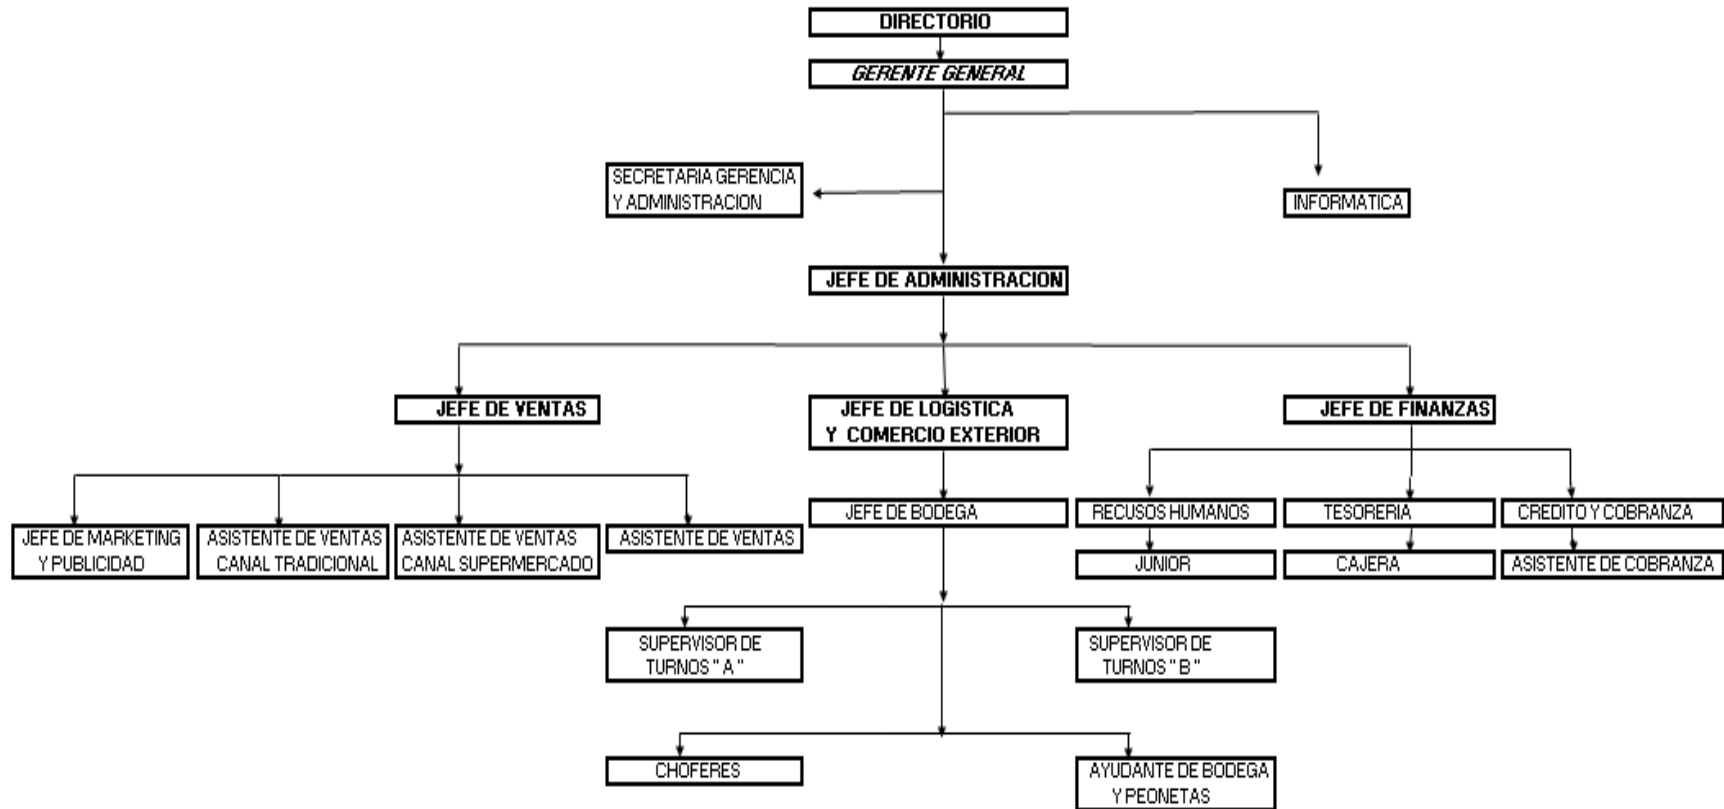 DIRECTORIO
GERENTE GENERAL
SECRETARIA GERENCIA
Y ADMINISTRACION
INFORMATICA
JEFE DE ADMINISTRACION
JEFE DE VENTAS
JEFE DE LOGISTICA
Y COMERCIO EXTERIOR
JEFE DE FINANZAS
JEFE DE MARKETING
Y PUBLICIDAD
ASISTENTE DE VENTAS
CANAL TRADICIONAL
ASISTENTE DE VENTAS
CANAL SUPERMERCADO
ASISTENTE DE VENTAS
JEFE DE BODEGA
RECUSOS HUMANOS
TESORERIA
CREDITO Y COBRANZA
JUNIOR
CAJERA
ASISTENTE DE COBRANZA
SUPERVISOR DE
TURNOS " A "
SUPERVISOR DE
TURNOS " B "
CHOFERES
AYUDANTE DE BODEGA
Y PEONETAS